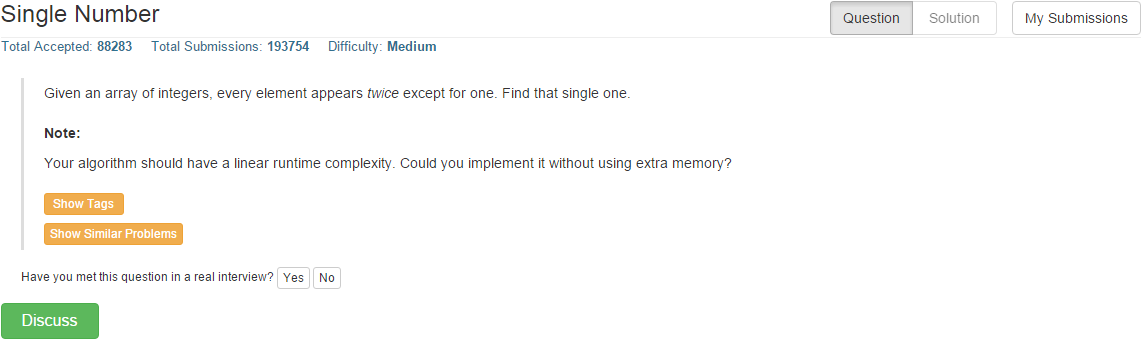 Single Number
Question Solution My Submissions
Total Accepted: 88283 Total Submissions: 193754 Difficulty: Medium
Given an array of integers, every element appears twice except for one. Find that single one.
Note:
Your algorithm should have a linear runtime complexity. Could you implement it without using extra memory?
Show Tags
Show Similar Problems
Have you met this question in a real interview? Yes No
Discuss